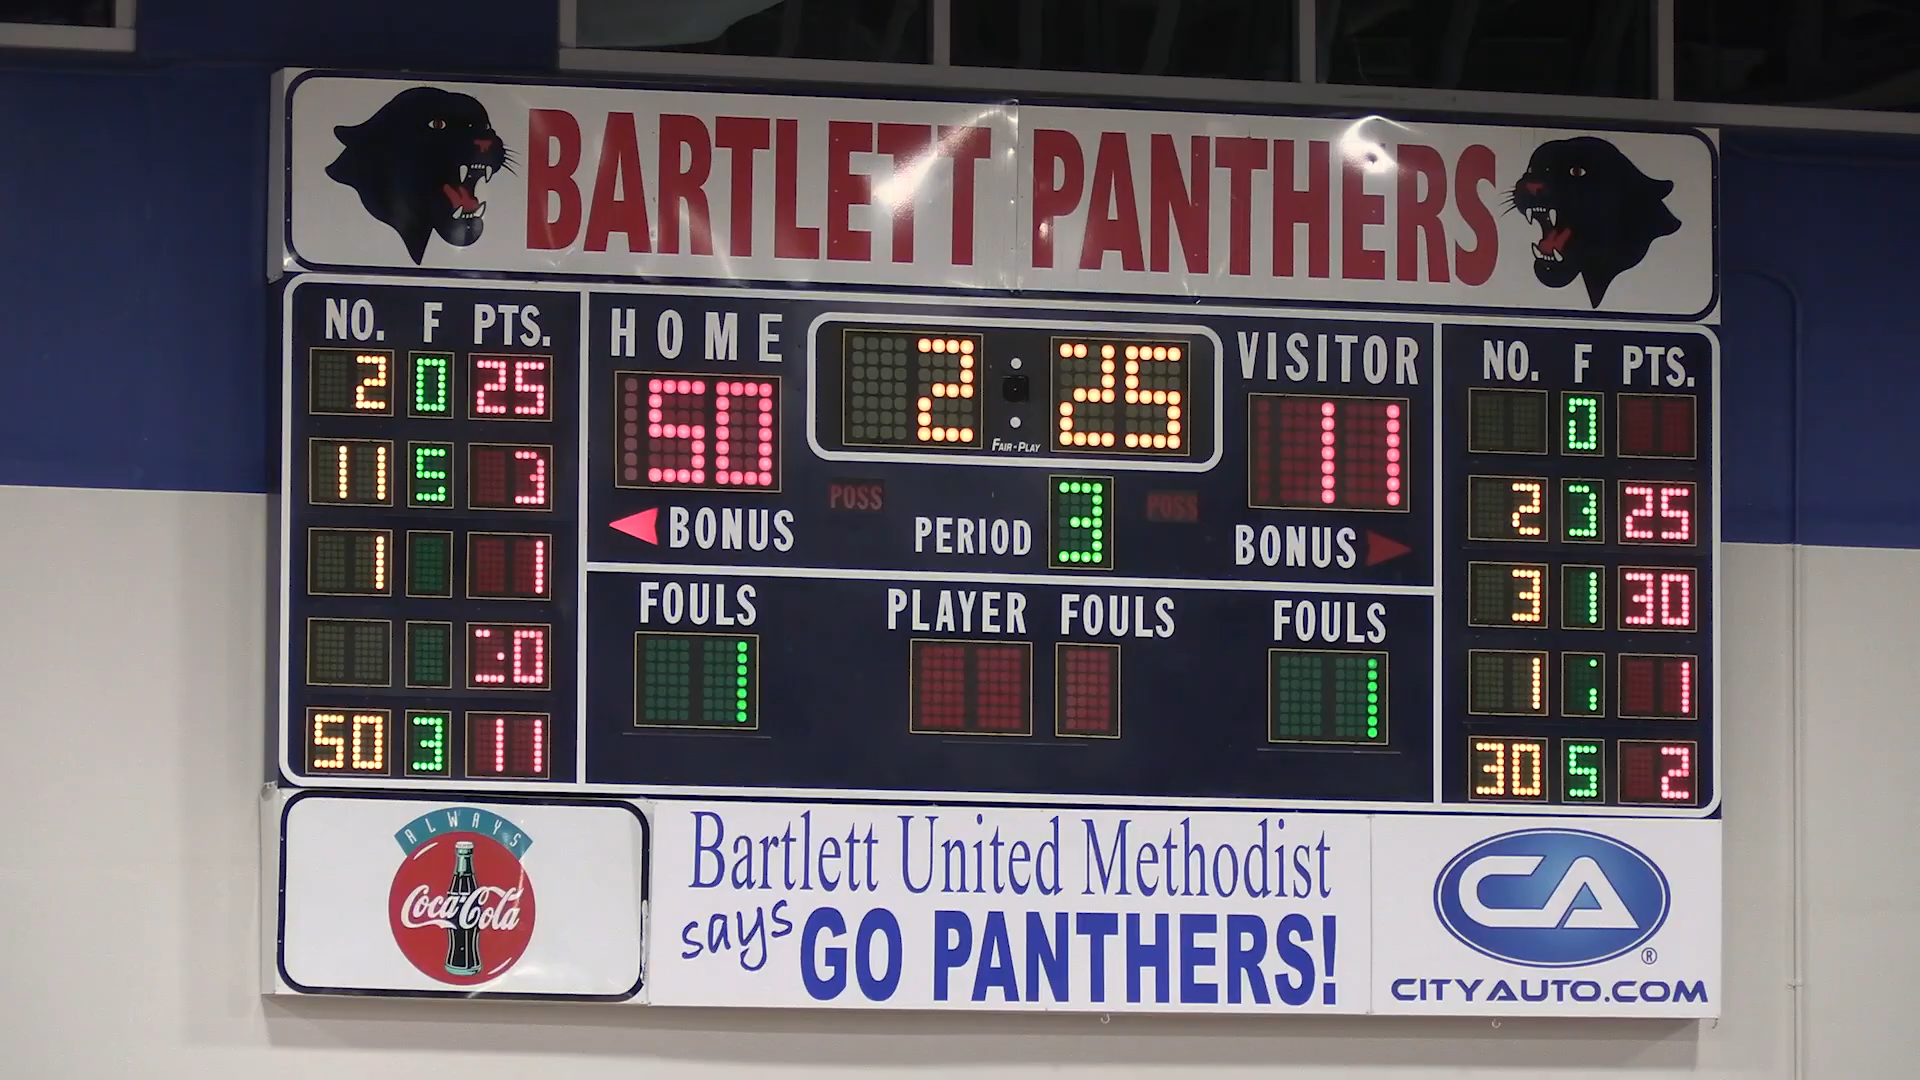 BARTLETT PANTHERS
NO. F PTS.
2 0 25
11 5 3
1 1
50 3 11
HOME
50
◀ BONUS
2 : 25
FAIR-PLAY
POSS POSS
PERIOD 3
VISITOR
11
BONUS ▶
FOULS
1
PLAYER FOULS
FOULS
1
NO. F PTS.
0
2 3 25
3 1 30
1 1
30 5 2
ALWAYS
Coca-Cola
Bartlett United Methodist
says GO PANTHERS!
CA ®
CITYAUTO.COM